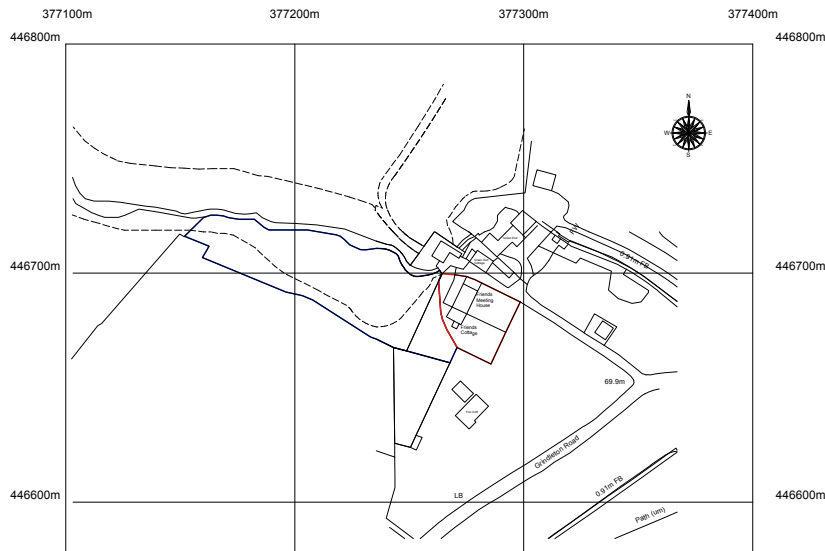 377100m
377200m
377300m
377400m
446800m
446800m
N
W
E
S
0.91m FB
446700m
446700m
Friends
Meeting
House
Friends
Cottage
69.9m
Grindleton Road
446600m
LB
0.91m FB
446600m
Path (um)